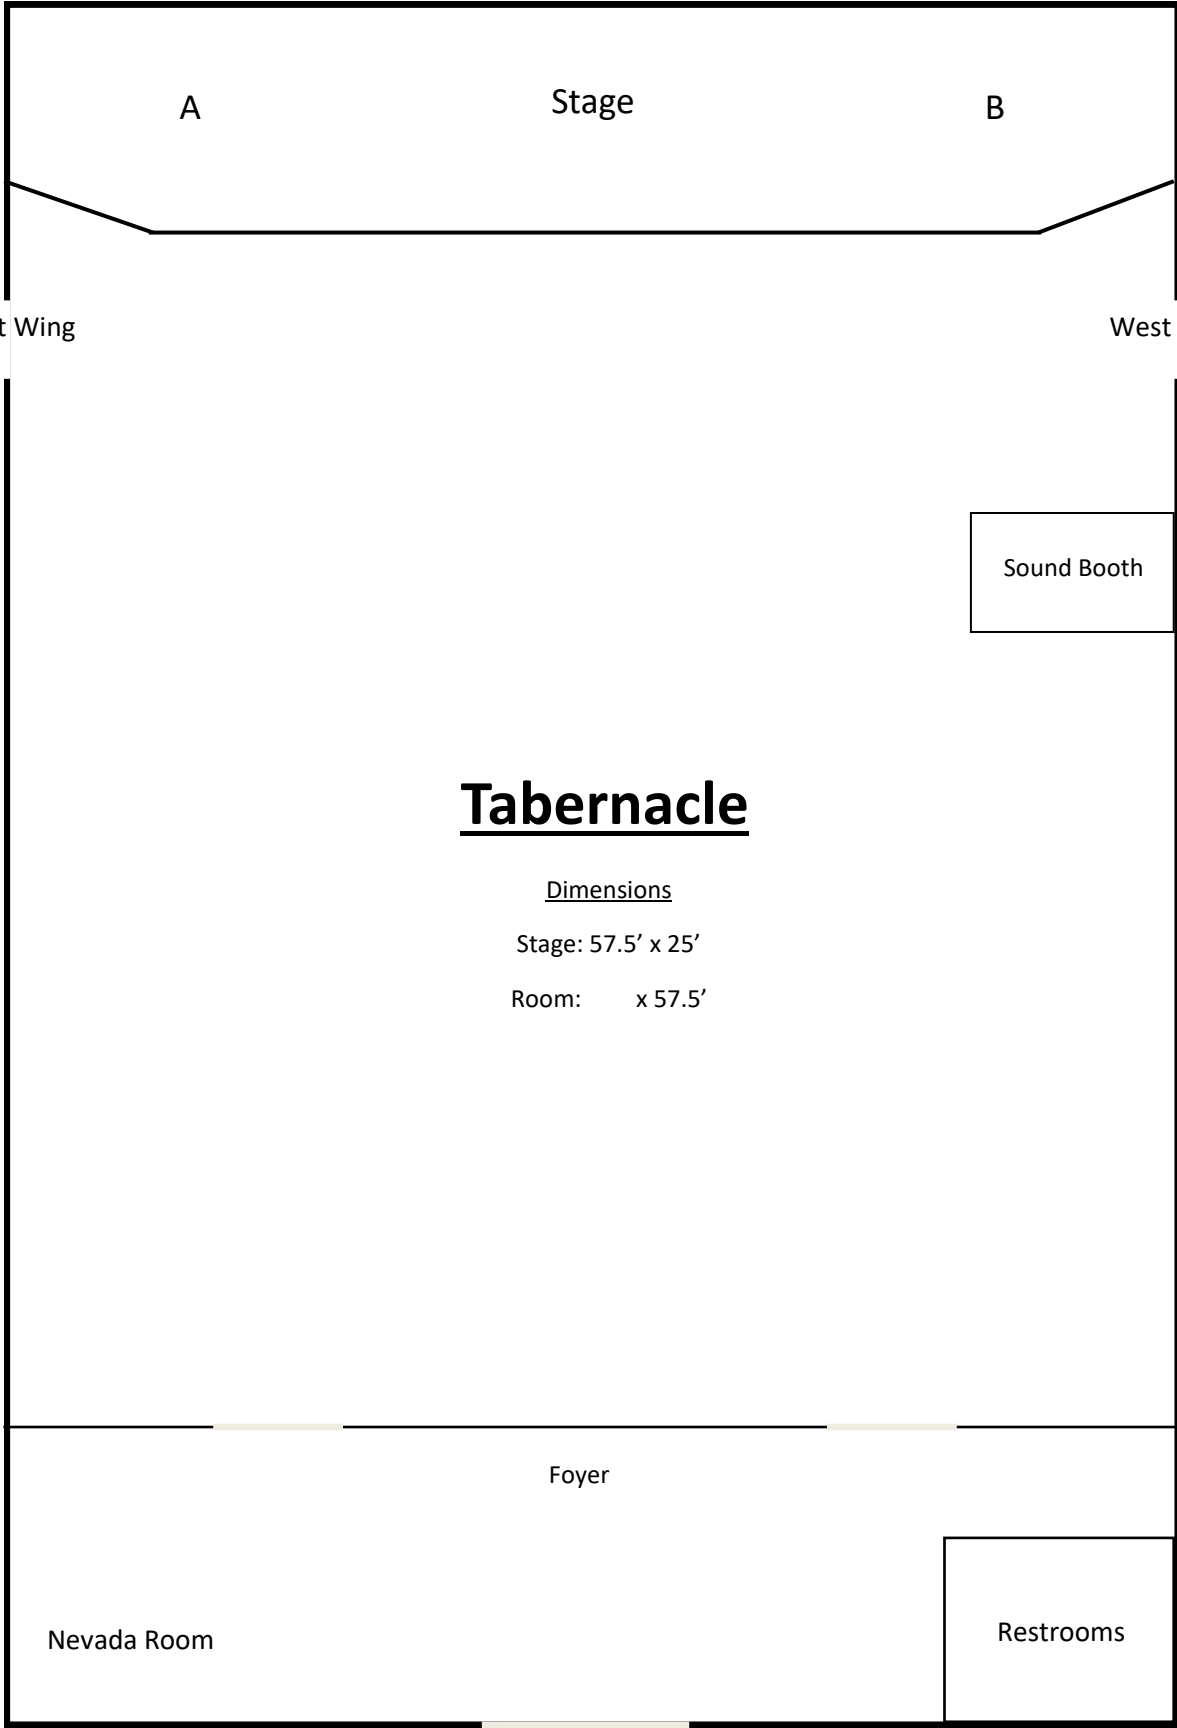 A Stage B
t Wing West
Sound Booth
Tabernacle
Dimensions
Stage: 57.5’ x 25’
Room: x 57.5’
Foyer
Nevada Room Restrooms